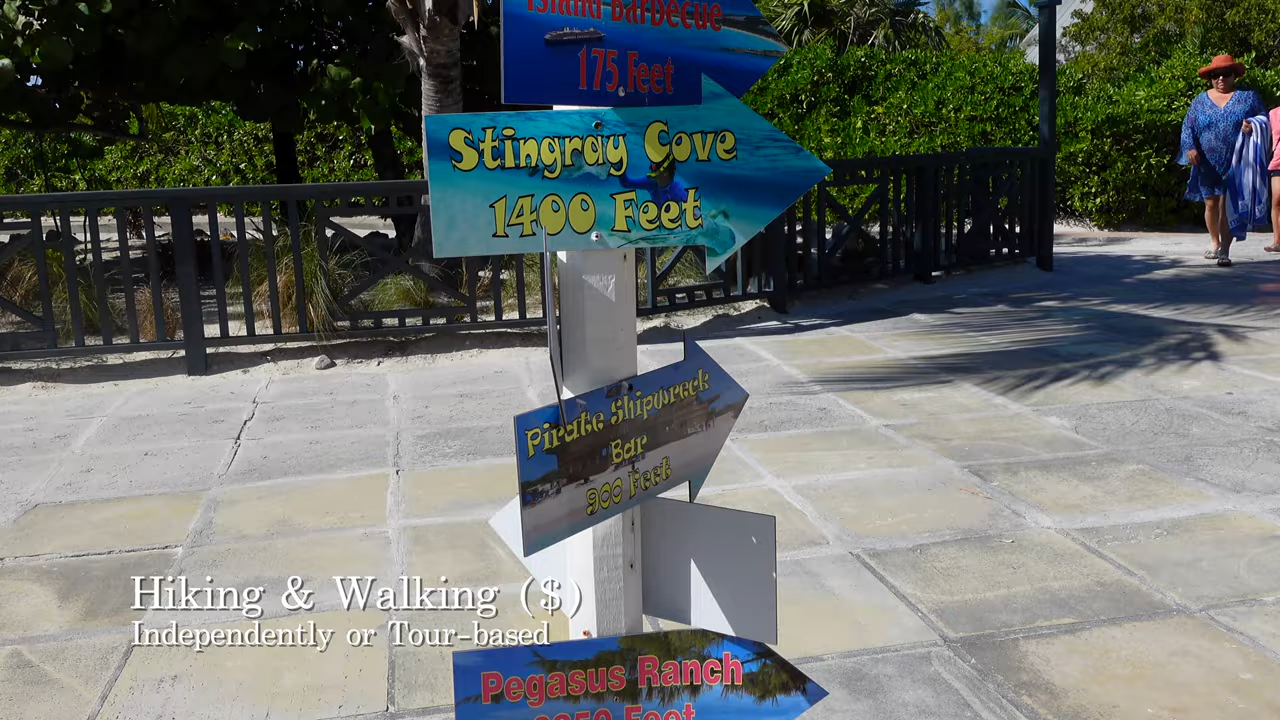 Island Barbecue
175 Feet
Stingray Cove
1400 Feet
Pirate Shipwreck
Bar
900 Feet
Hiking & Walking ($)
Independently or Tour-based
Pegasus Ranch
Feet